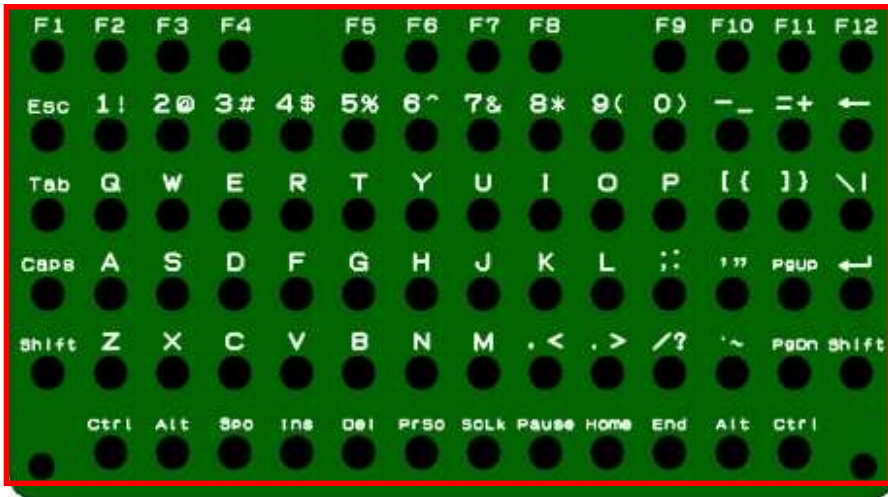 F1 F2 F3 F4 F5 F6 F7 F8 F9 F10 F11 F12
Esc 1! 2@ 3# 4$ 5% 6^ 7& 8* 9( 0) -_ =+ ←
Tab Q W E R T Y U I O P [{ ]} \|
Caps A S D F G H J K L ;: '" PgUp ↵
Shift Z X C V B N M .< .> /? `~ PgDn Shift
Ctrl Alt Spc Ins Del PrSc ScLk Pause Home End Alt Ctrl